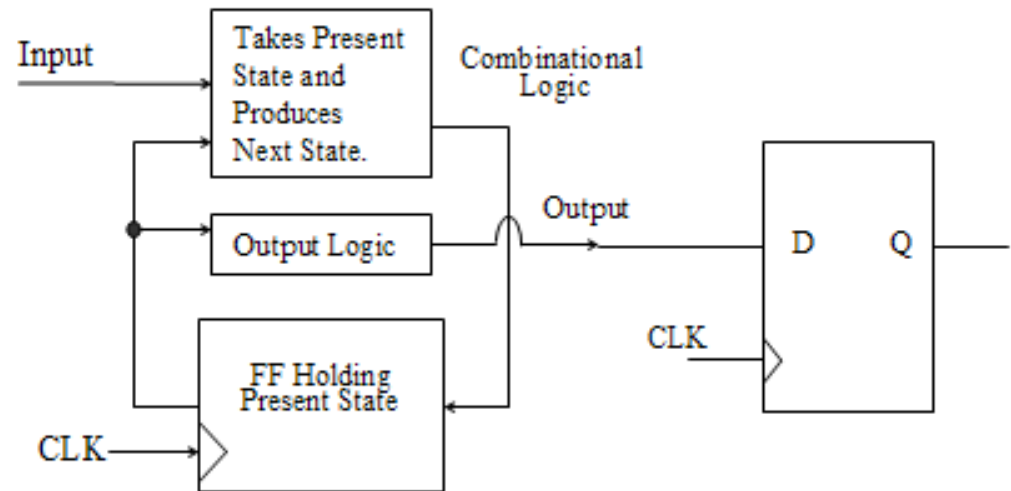 Input
Takes Present
State and
Produces
Next State.
Combinational
Logic
Output
Output Logic
D
Q
CLK
FF Holding
Present State
CLK